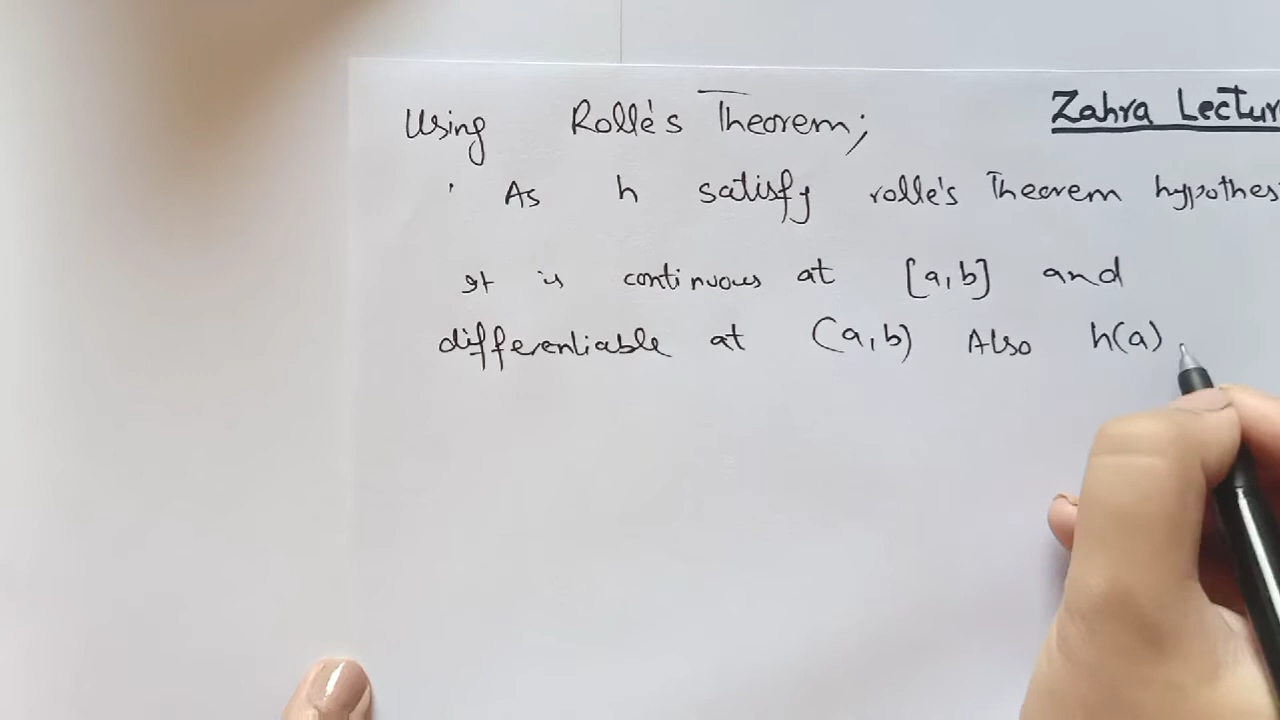 Using Rolle's Theorem;
Zahra Lectur
· As h satisfy rolle's Theorem hypothes
It is continuous at [a,b] and
differentiable at (a,b) Also h(a)